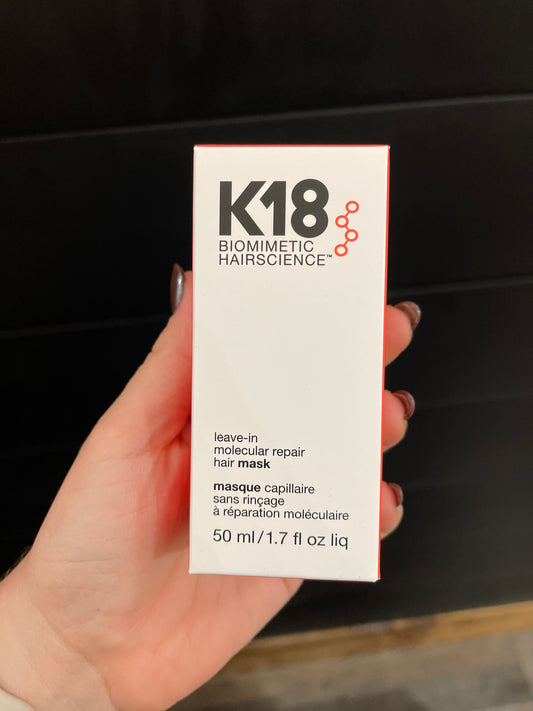 K18
BIOMIMETIC
HAIRSCIENCE™
leave-in
molecular repair
hair mask
masque capillaire
sans rinçage
à réparation moléculaire
50 ml/1.7 fl oz liq